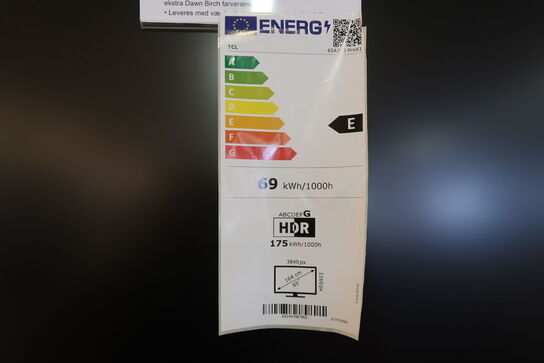 ekstra Dawn Birch farveram
• Leveres med væ
ENERG
TCL
A
B
C
D
E
F
G
E
69 kWh/1000h
ABCDEFG
HDR
175 kWh/1000h
3840 px
164 cm
65
2160 px